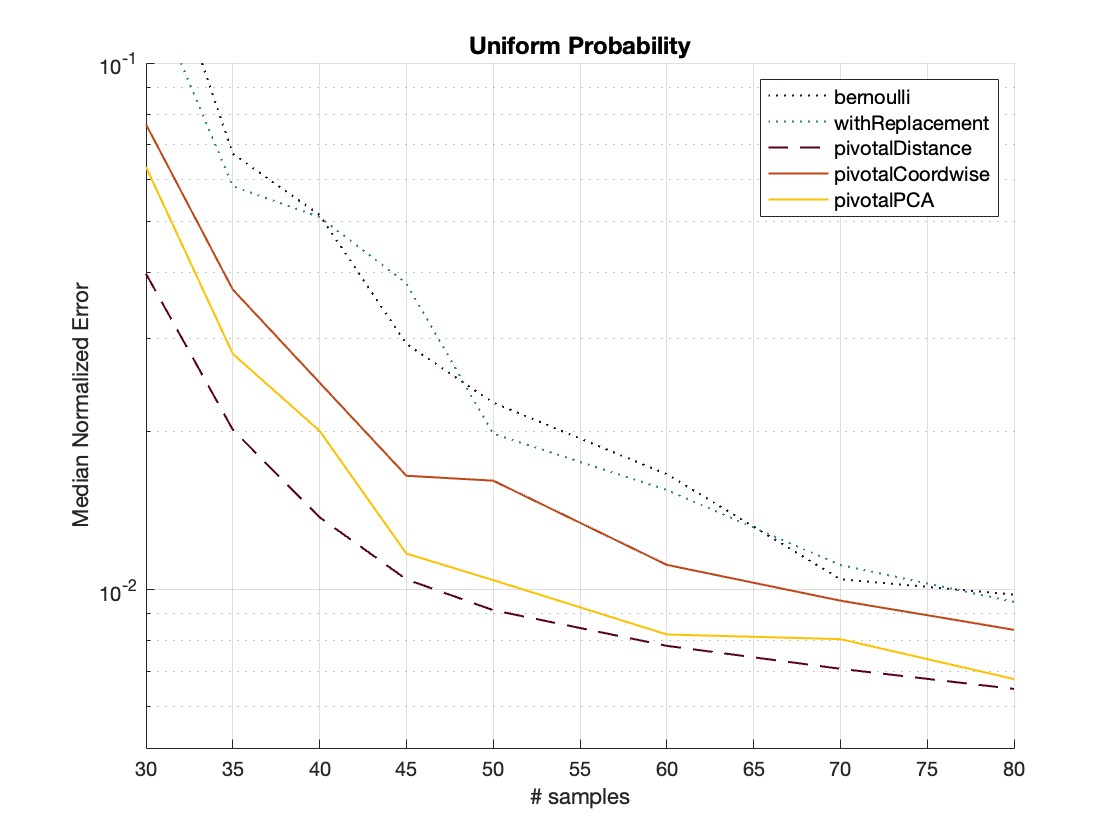 Uniform Probability
10^-1
10^-2
Median Normalized Error
bernoulli
withReplacement
pivotalDistance
pivotalCoordwise
pivotalPCA
30 35 40 45 50 55 60 65 70 75 80
# samples